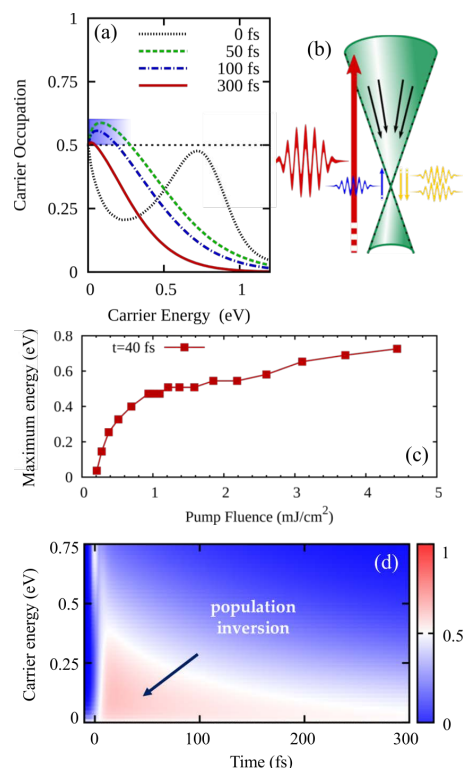 (a)
0 fs
50 fs
100 fs
300 fs
1
0.75
0.5
0.25
0
Carrier Occupation
0
0.5
1
Carrier Energy (eV)
(b)
0.8
0.6
0.4
0.2
0
Maximum energy (eV)
t=40 fs
(c)
0
1
2
3
4
5
Pump Fluence (mJ/cm²)
0.75
0.5
0.25
0
Carrier energy (eV)
(d)
population
inversion
1
0.5
0
0
100
200
300
Time (fs)